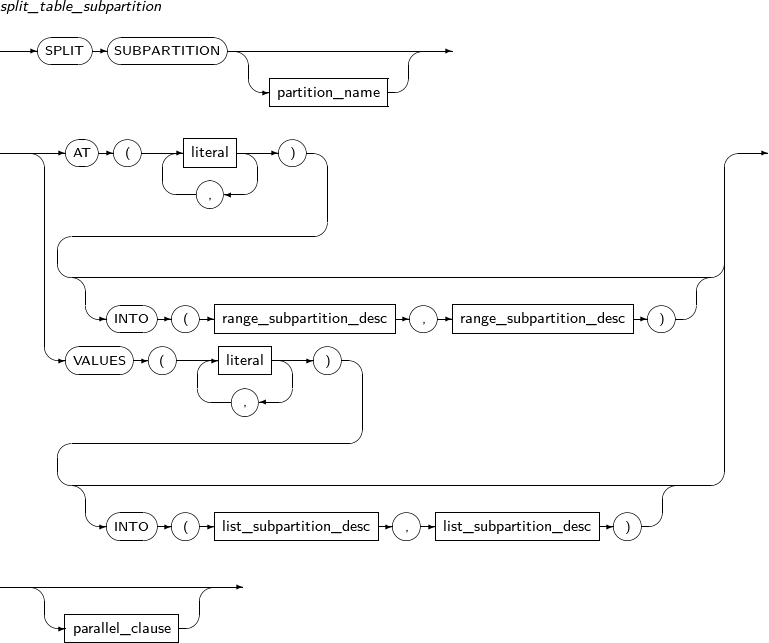 split_table_subpartition
SPLIT SUBPARTITION
partition_name
AT ( literal )
,
INTO ( range_subpartition_desc , range_subpartition_desc )
VALUES ( literal )
,
INTO ( list_subpartition_desc , list_subpartition_desc )
parallel_clause